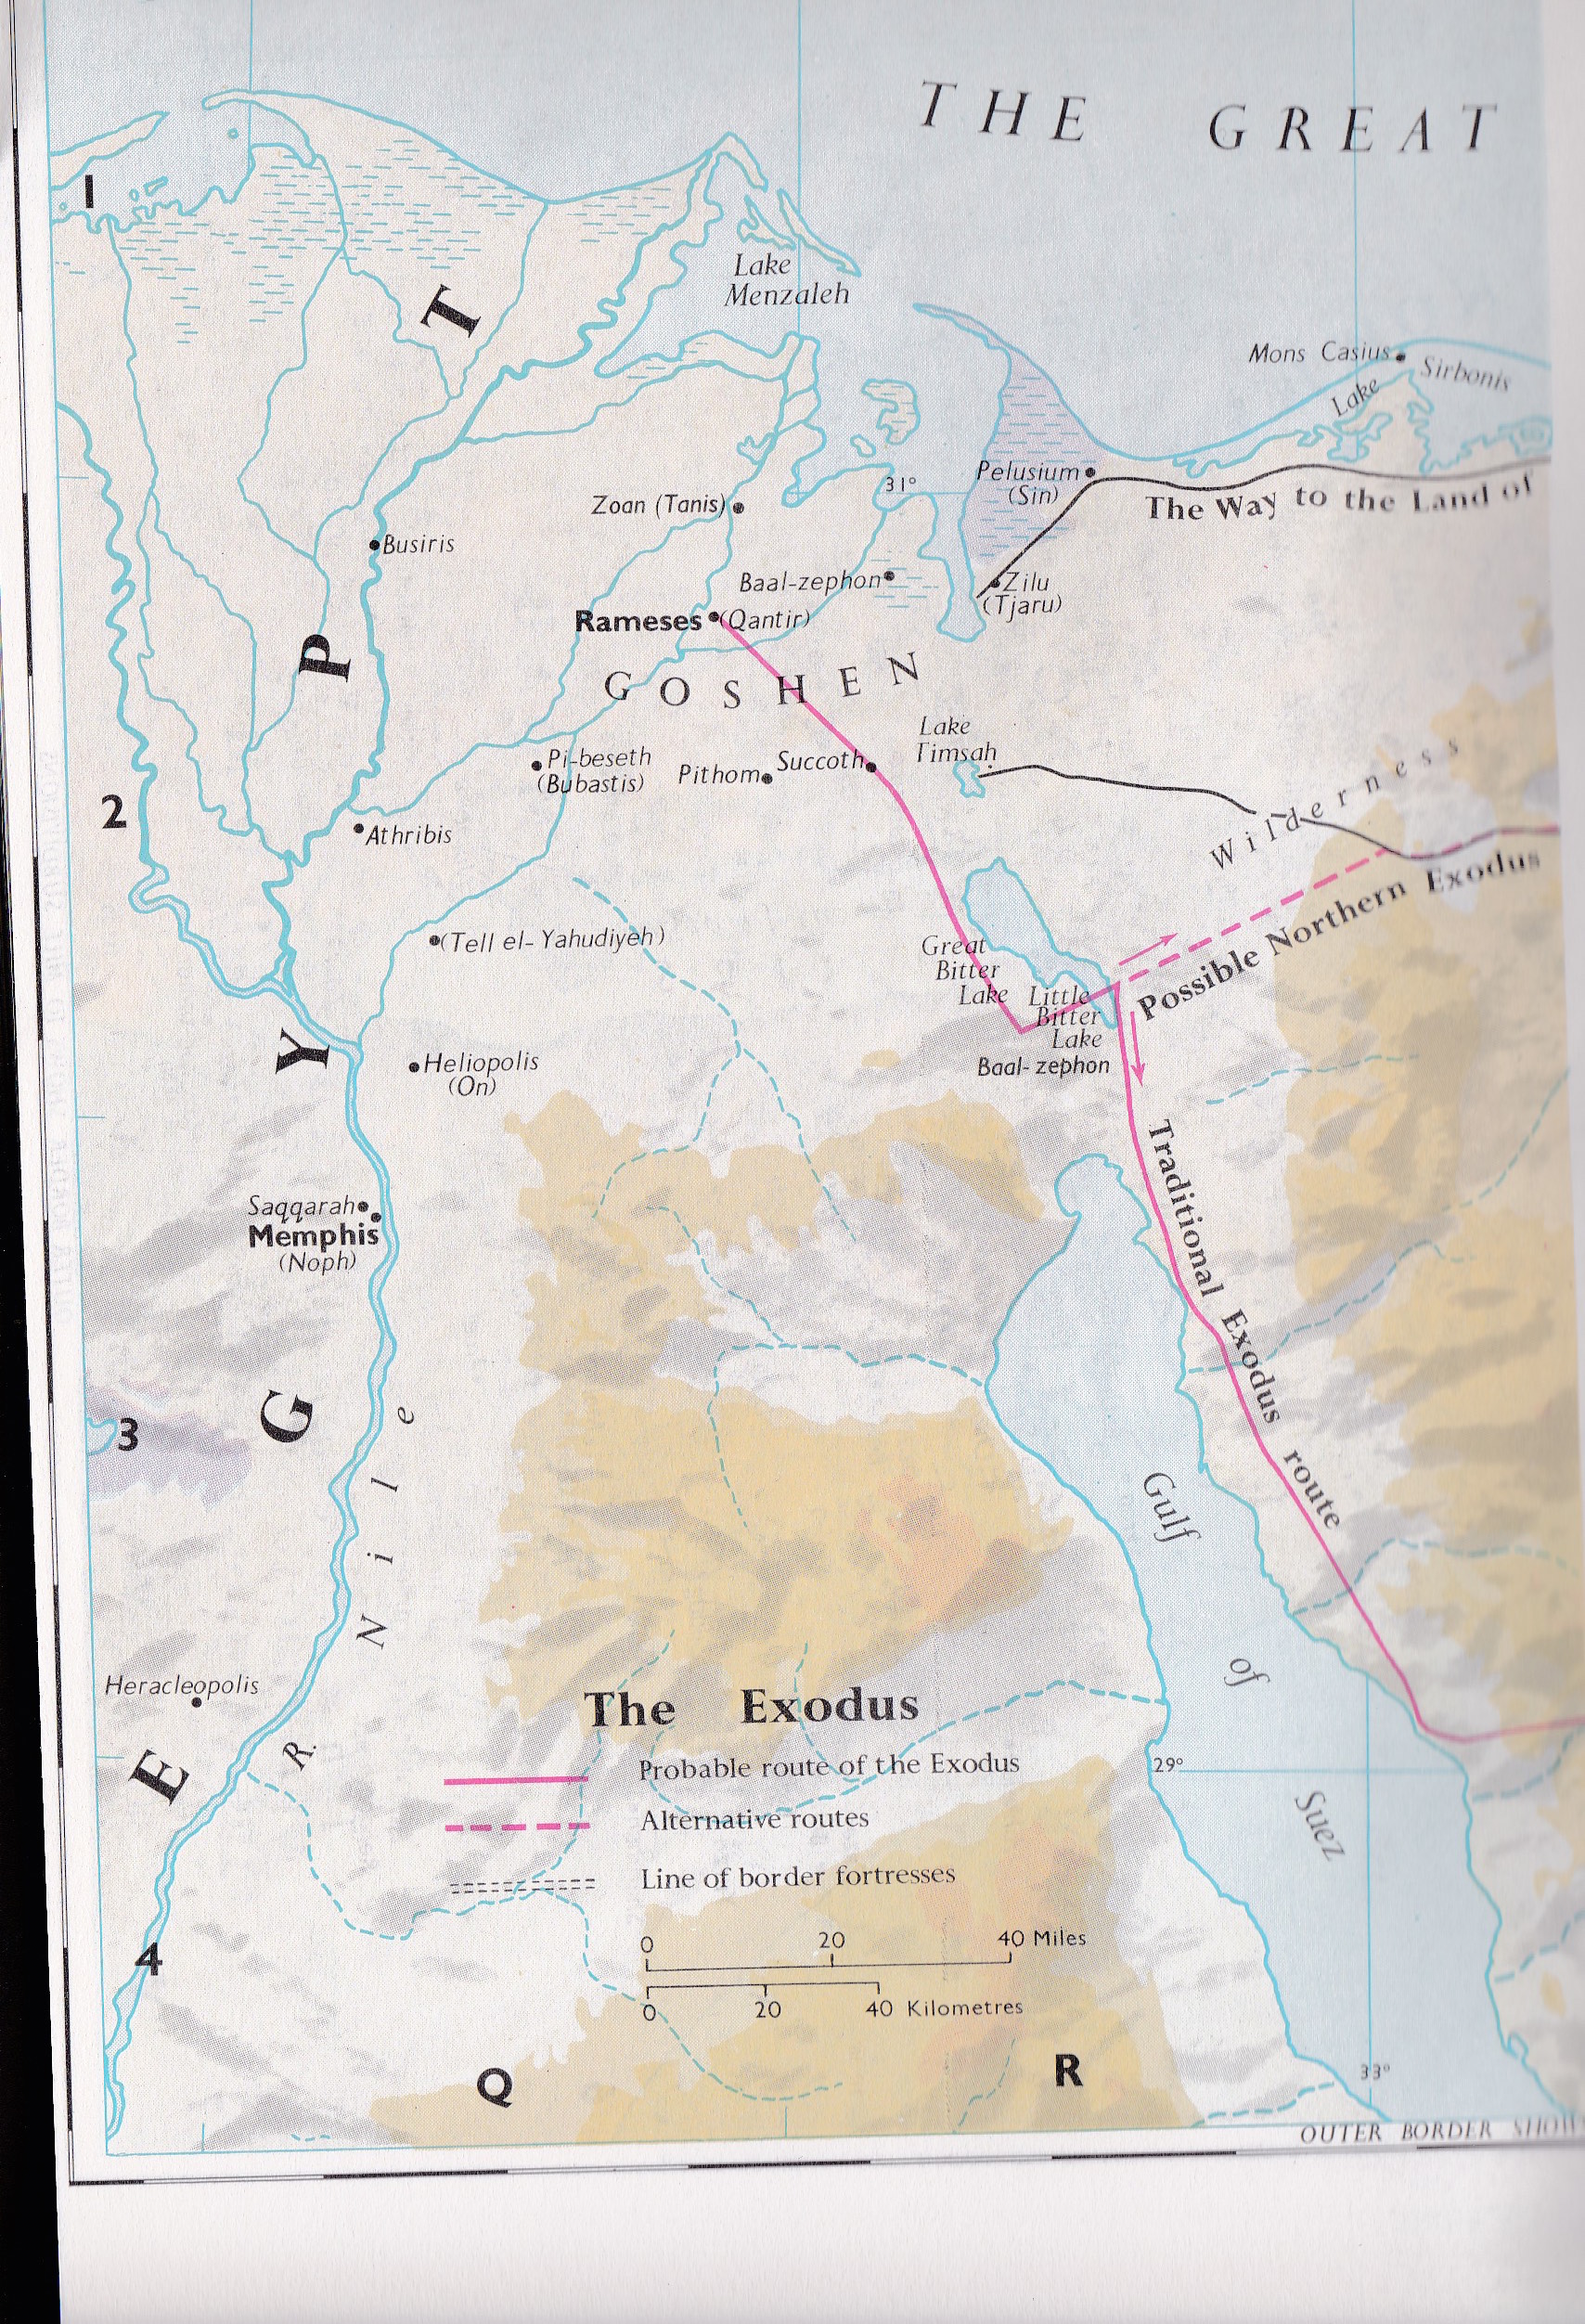 THE GREAT
1
Lake
Menzaleh
T
Mons Casius
Lake Sirbonis
31°
Pelusium
(Sin)
The Way to the Land of
Zoan (Tanis)
Busiris
Baal-zephon
Zilu
(Tjaru)
Rameses (Qantir)
P
GOSHEN
Lake
Timsah
Pi-beseth
(Bubastis)
Pithom
Succoth
2
Wilderness
Athribis
Possible Northern Exodus
(Tell el-Yahudiyeh)
Great
Bitter
Lake
Little
Bitter
Lake
Baal-zephon
Y
Heliopolis
(On)
Traditional Exodus route
Saqqarah
Memphis
(Noph)
G
3
R. Nile
Gulf of Suez
Heracleopolis
E
The Exodus
Probable route of the Exodus
29°
Alternative routes
Line of border fortresses
0 20 40 Miles
0 20 40 Kilometres
4
Q
R
33°
OUTER BORDER